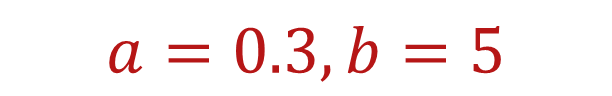 a = 0.3, b = 5